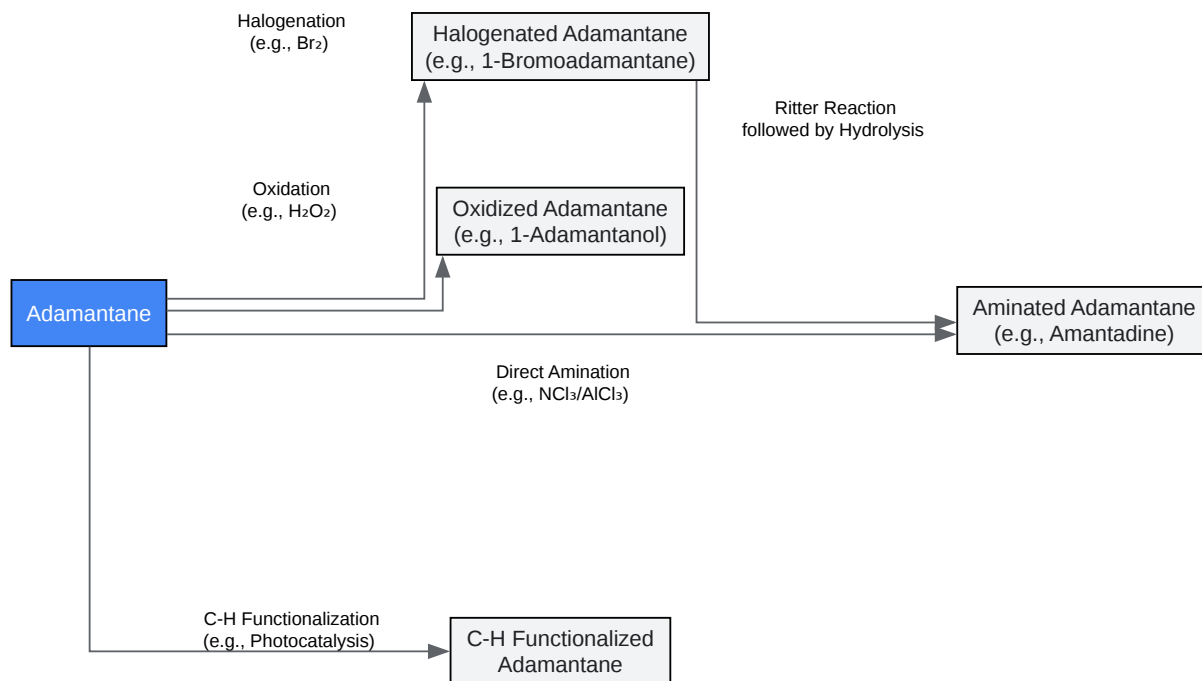 Halogenation
(e.g., Br₂)
Halogenated Adamantane
(e.g., 1-Bromoadamantane)
Ritter Reaction
followed by Hydrolysis
Oxidation
(e.g., H₂O₂)
Oxidized Adamantane
(e.g., 1-Adamantanol)
Adamantane
Aminated Adamantane
(e.g., Amantadine)
Direct Amination
(e.g., NCl₃/AlCl₃)
C-H Functionalization
(e.g., Photocatalysis)
C-H Functionalized
Adamantane